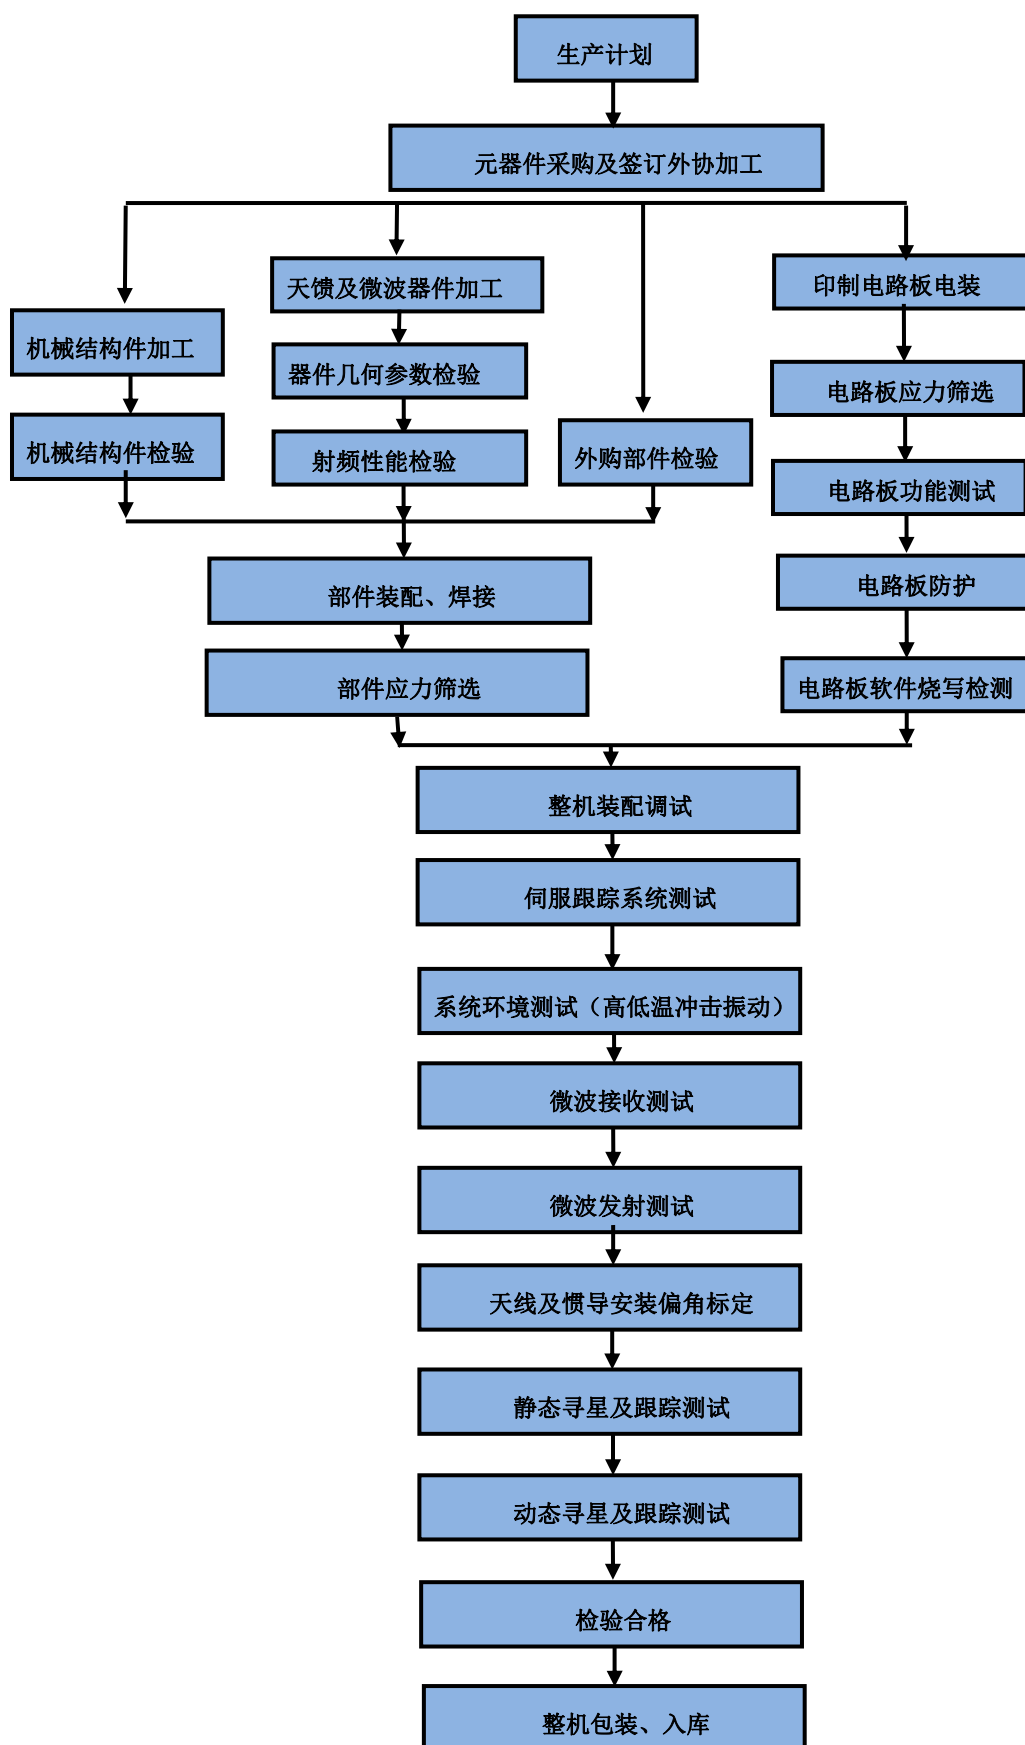 生产计划
元器件采购及签订外协加工
天馈及微波器件加工
印制电路板电装
机械结构件加工
器件几何参数检验
电路板应力筛选
机械结构件检验
射频性能检验
外购部件检验
电路板功能测试
部件装配、焊接
电路板防护
部件应力筛选
电路板软件烧写检测
整机装配调试
伺服跟踪系统测试
系统环境测试（高低温冲击振动）
微波接收测试
微波发射测试
天线及惯导安装偏角标定
静态寻星及跟踪测试
动态寻星及跟踪测试
检验合格
整机包装、入库